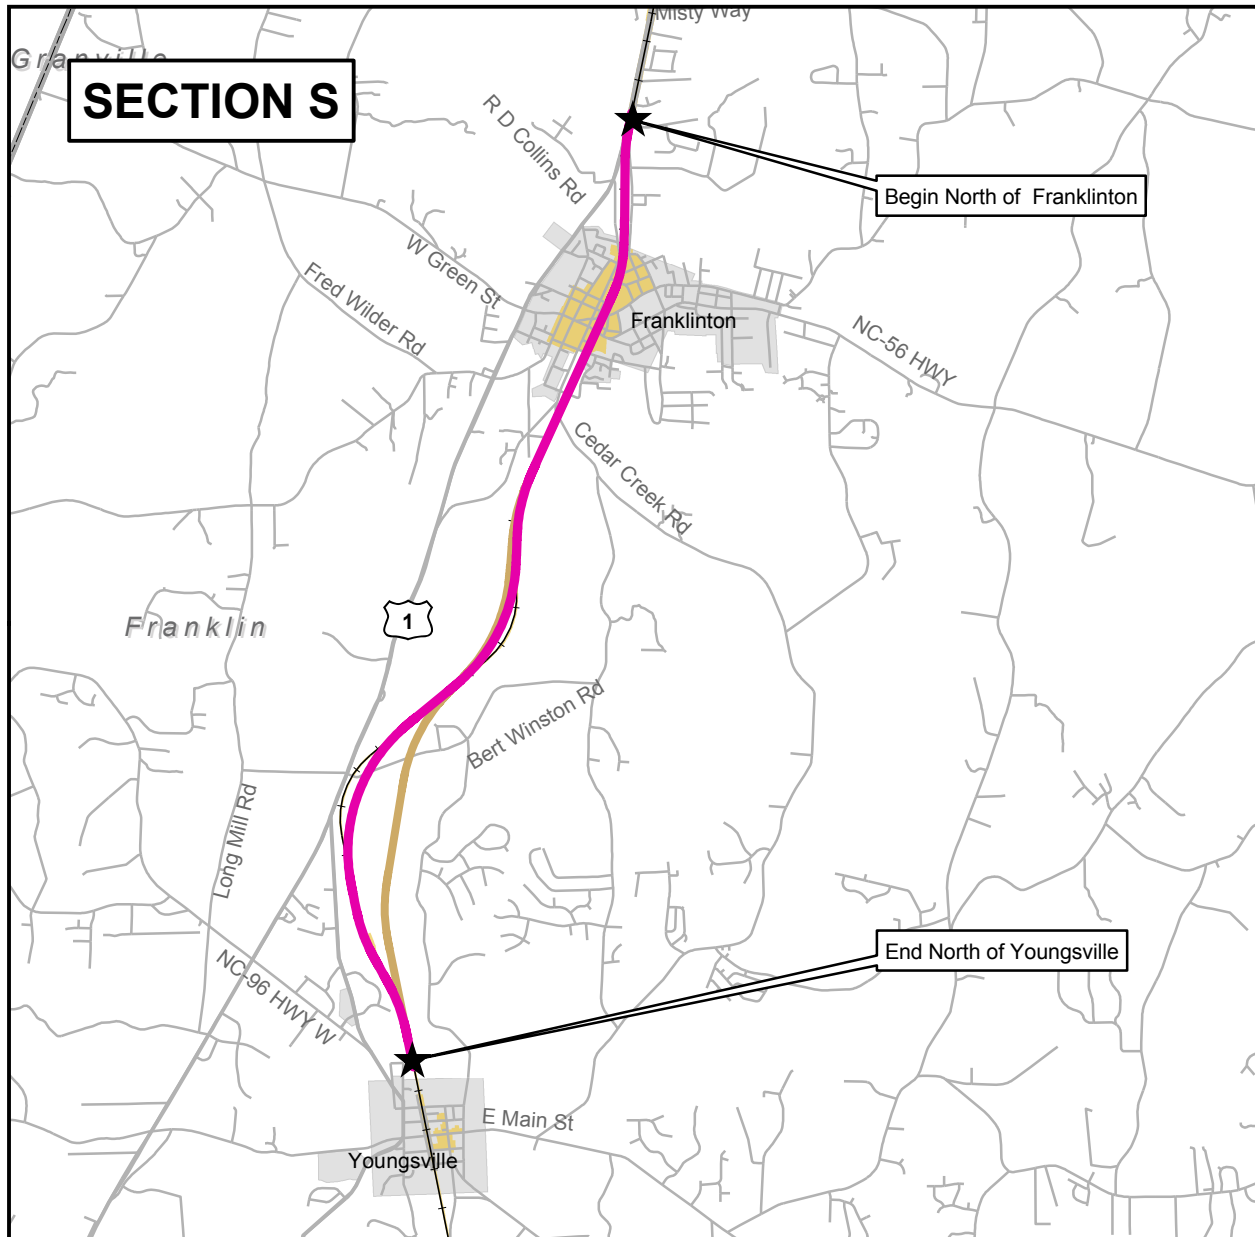 Misty Way
Granville
SECTION S
R D Collins Rd
Begin North of Franklinton
W Green St
Fred Wilder Rd
Franklinton
NC-56 HWY
Cedar Creek Rd
1
Franklin
Bert Winston Rd
Long Mill Rd
End North of Youngsville
NC-96 HWY W
E Main St
Youngsville